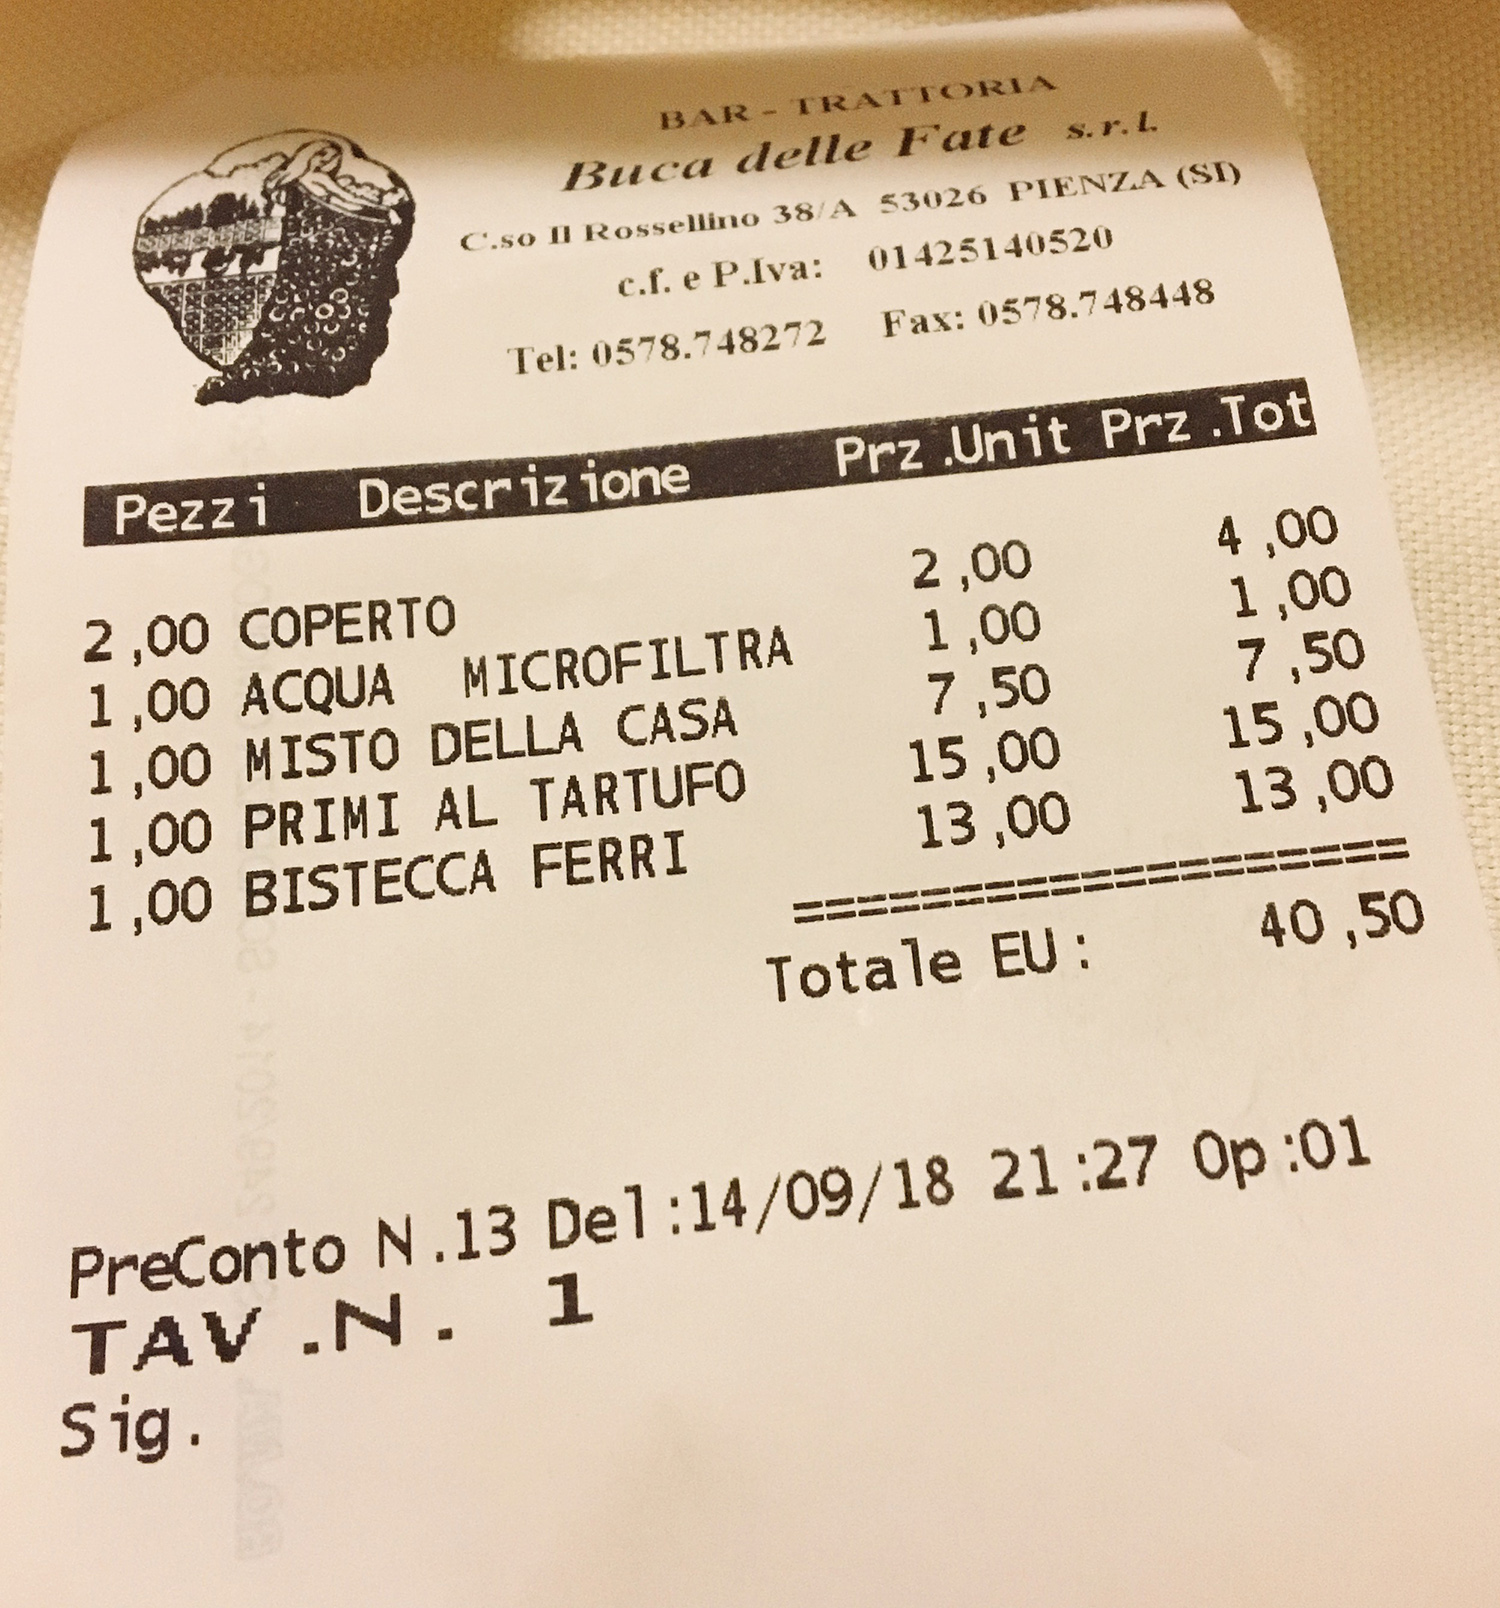 BAR - TRATTORIA
Buca delle Fate s.r.l.
C.so Il Rossellino 38/A 53026 PIENZA (SI)
c.f. e P.Iva: 01425140520
Tel: 0578.748272 Fax: 0578.748448
Pezzi Descrizione Prz.Unit Prz.Tot
2,00 COPERTO 2,00 4,00
1,00 ACQUA MICROFILTRA 1,00 1,00
1,00 MISTO DELLA CASA 7,50 7,50
1,00 PRIMI AL TARTUFO 15,00 15,00
1,00 BISTECCA FERRI 13,00 13,00
===================
Totale EU: 40,50
PreConto N.13 Del:14/09/18 21:27 Op:01
TAV.N. 1
Sig.